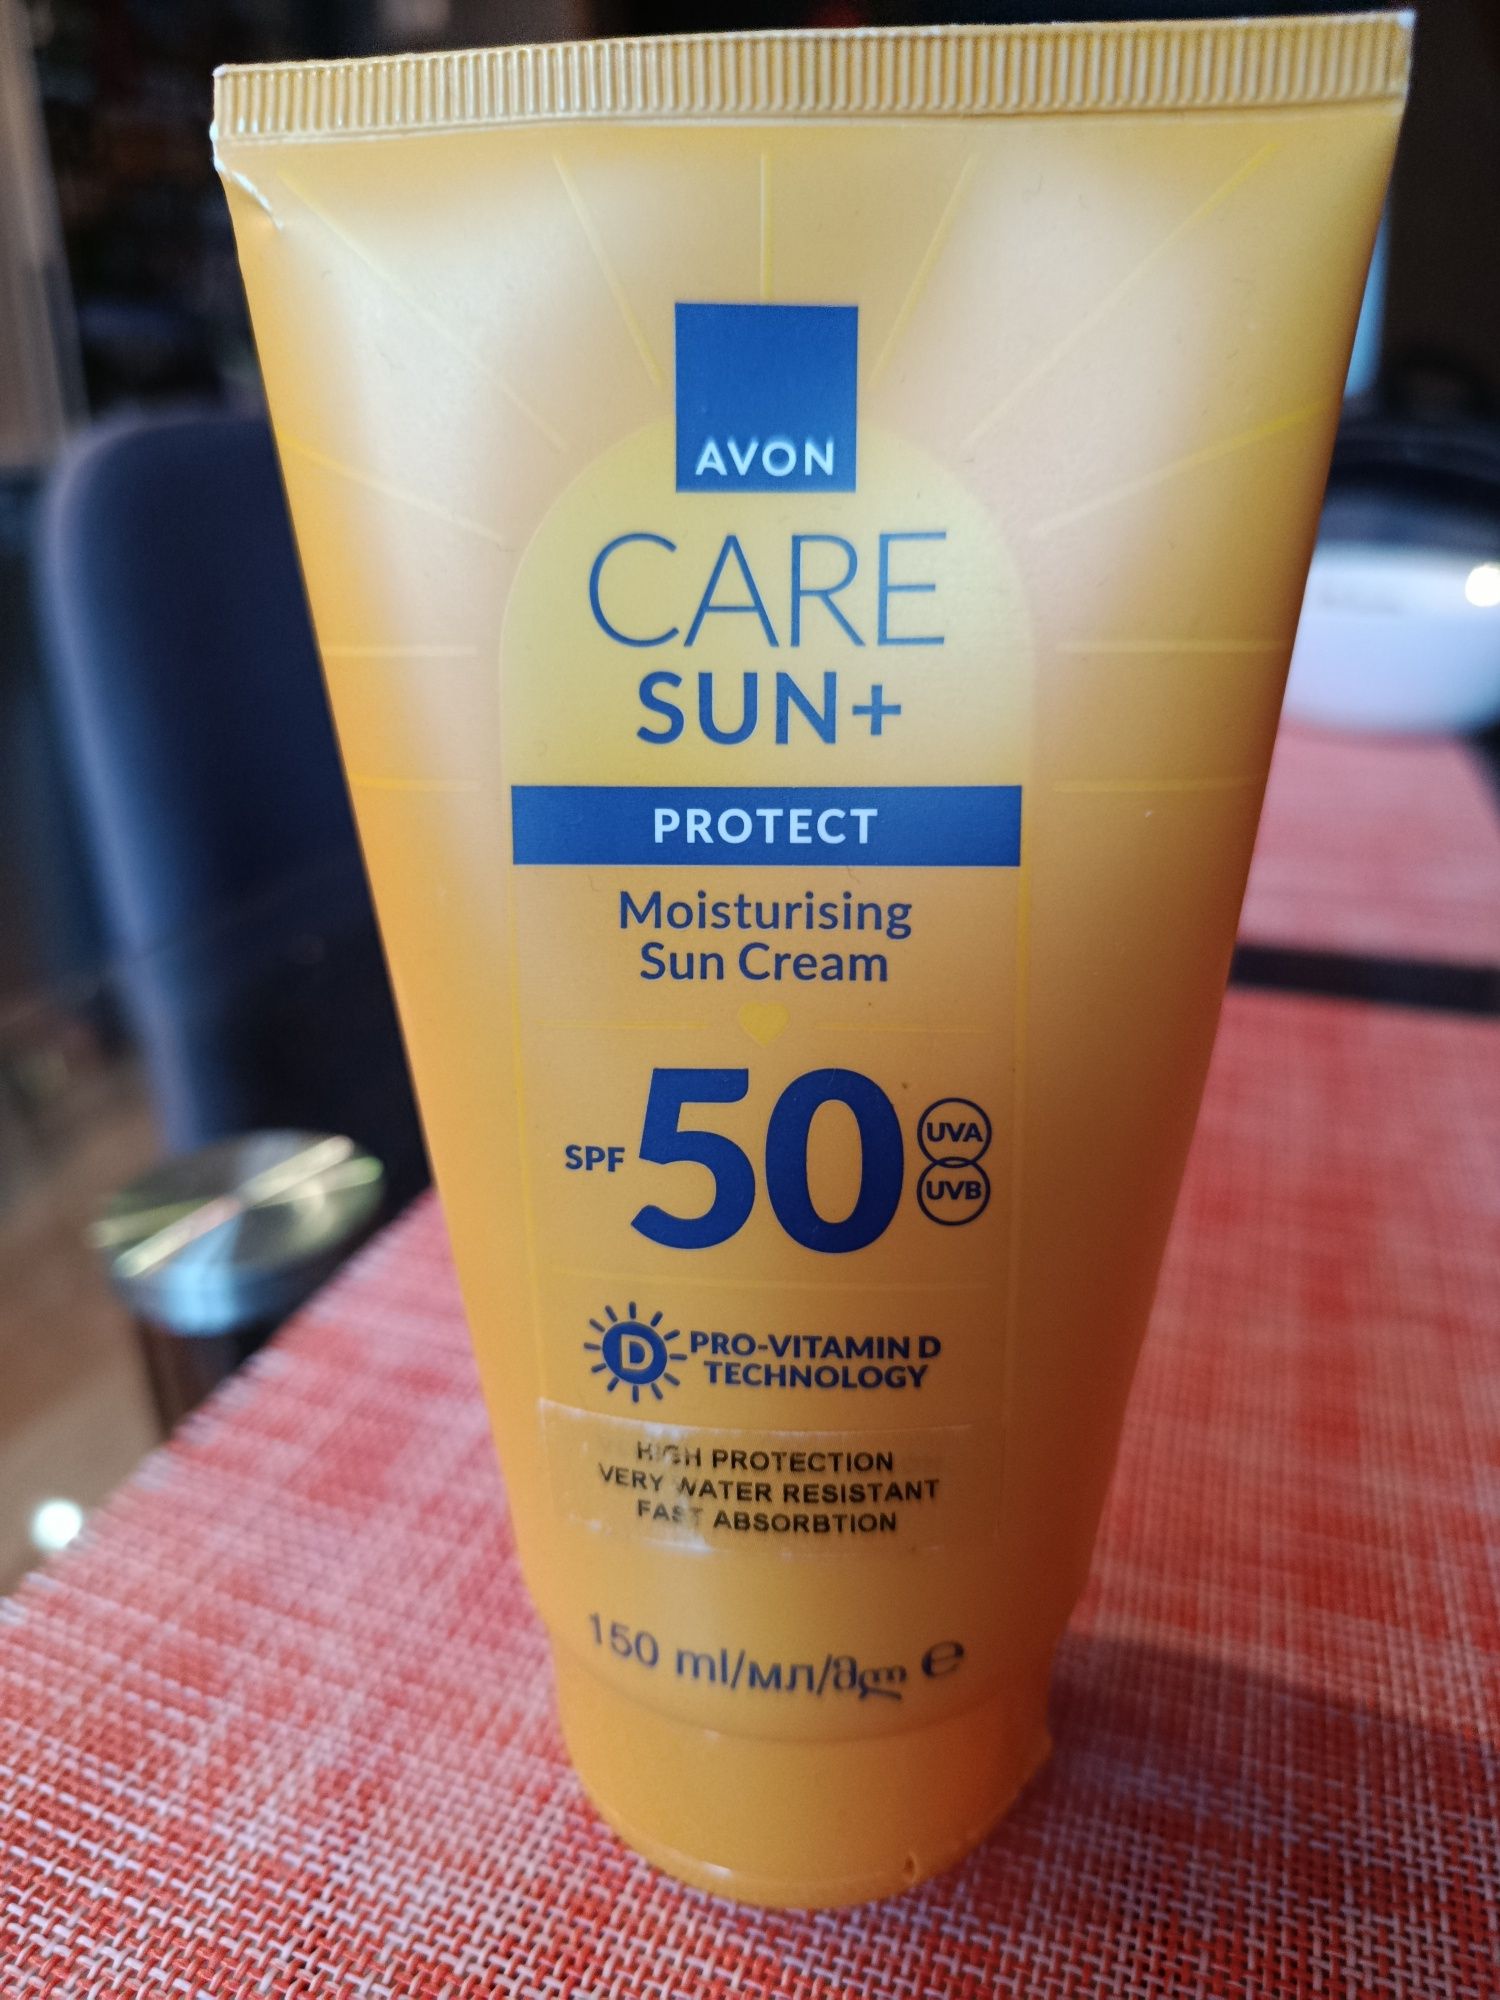 AVON
CARE
SUN+
PROTECT
Moisturising
Sun Cream
SPF 50 UVA
UVB
D PRO-VITAMIN D
TECHNOLOGY
HIGH PROTECTION
VERY WATER RESISTANT
FAST ABSORBTION
150 ml/мл/მლ e